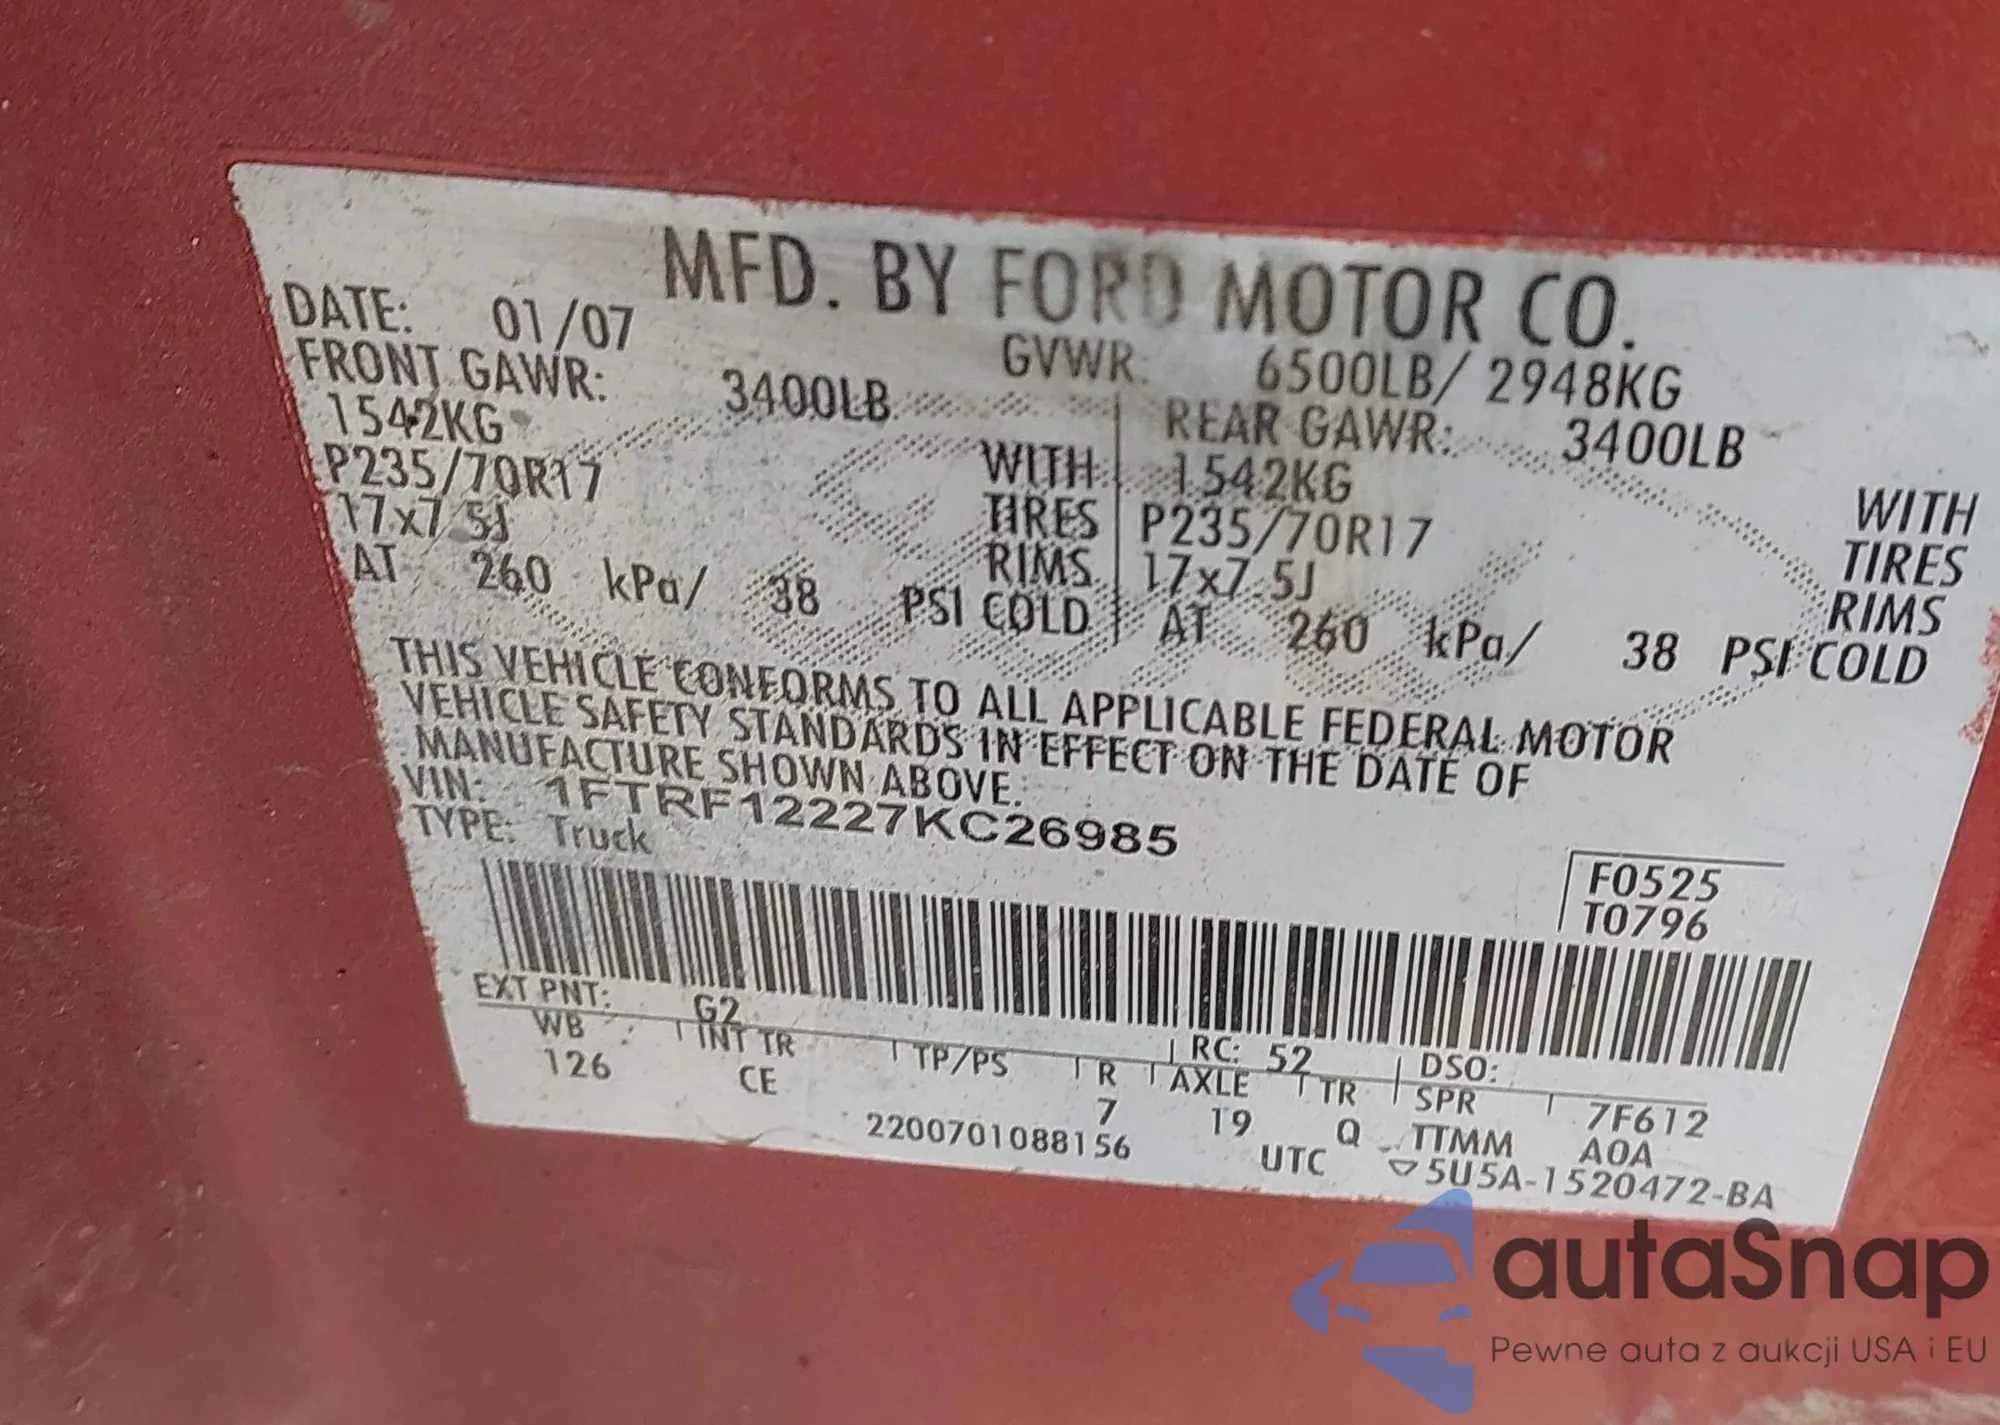 MFD. BY FORD MOTOR CO.
DATE: 01/07 GVWR: 6500LB/ 2948KG
FRONT GAWR: 3400LB REAR GAWR: 3400LB
1542KG WITH 1542KG WITH
P235/70R17 TIRES P235/70R17 TIRES
17x7.5J RIMS 17x7.5J RIMS
AT 260 kPa/ 38 PSI COLD AT 260 kPa/ 38 PSI COLD
THIS VEHICLE CONFORMS TO ALL APPLICABLE FEDERAL MOTOR
VEHICLE SAFETY STANDARDS IN EFFECT ON THE DATE OF
MANUFACTURE SHOWN ABOVE.
VIN: 1FTRF12227KC26985
TYPE: Truck
F0525
T0796
EXT PNT: G2 RC: 52 DSO:
WB INT TR TP/PS R AXLE TR SPR 7F612
126 CE 7 19 Q TTMM A0A
2200701088156 UTC ▽5U5A-1520472-BA
autaSnap
Pewne auta z aukcji USA i EU